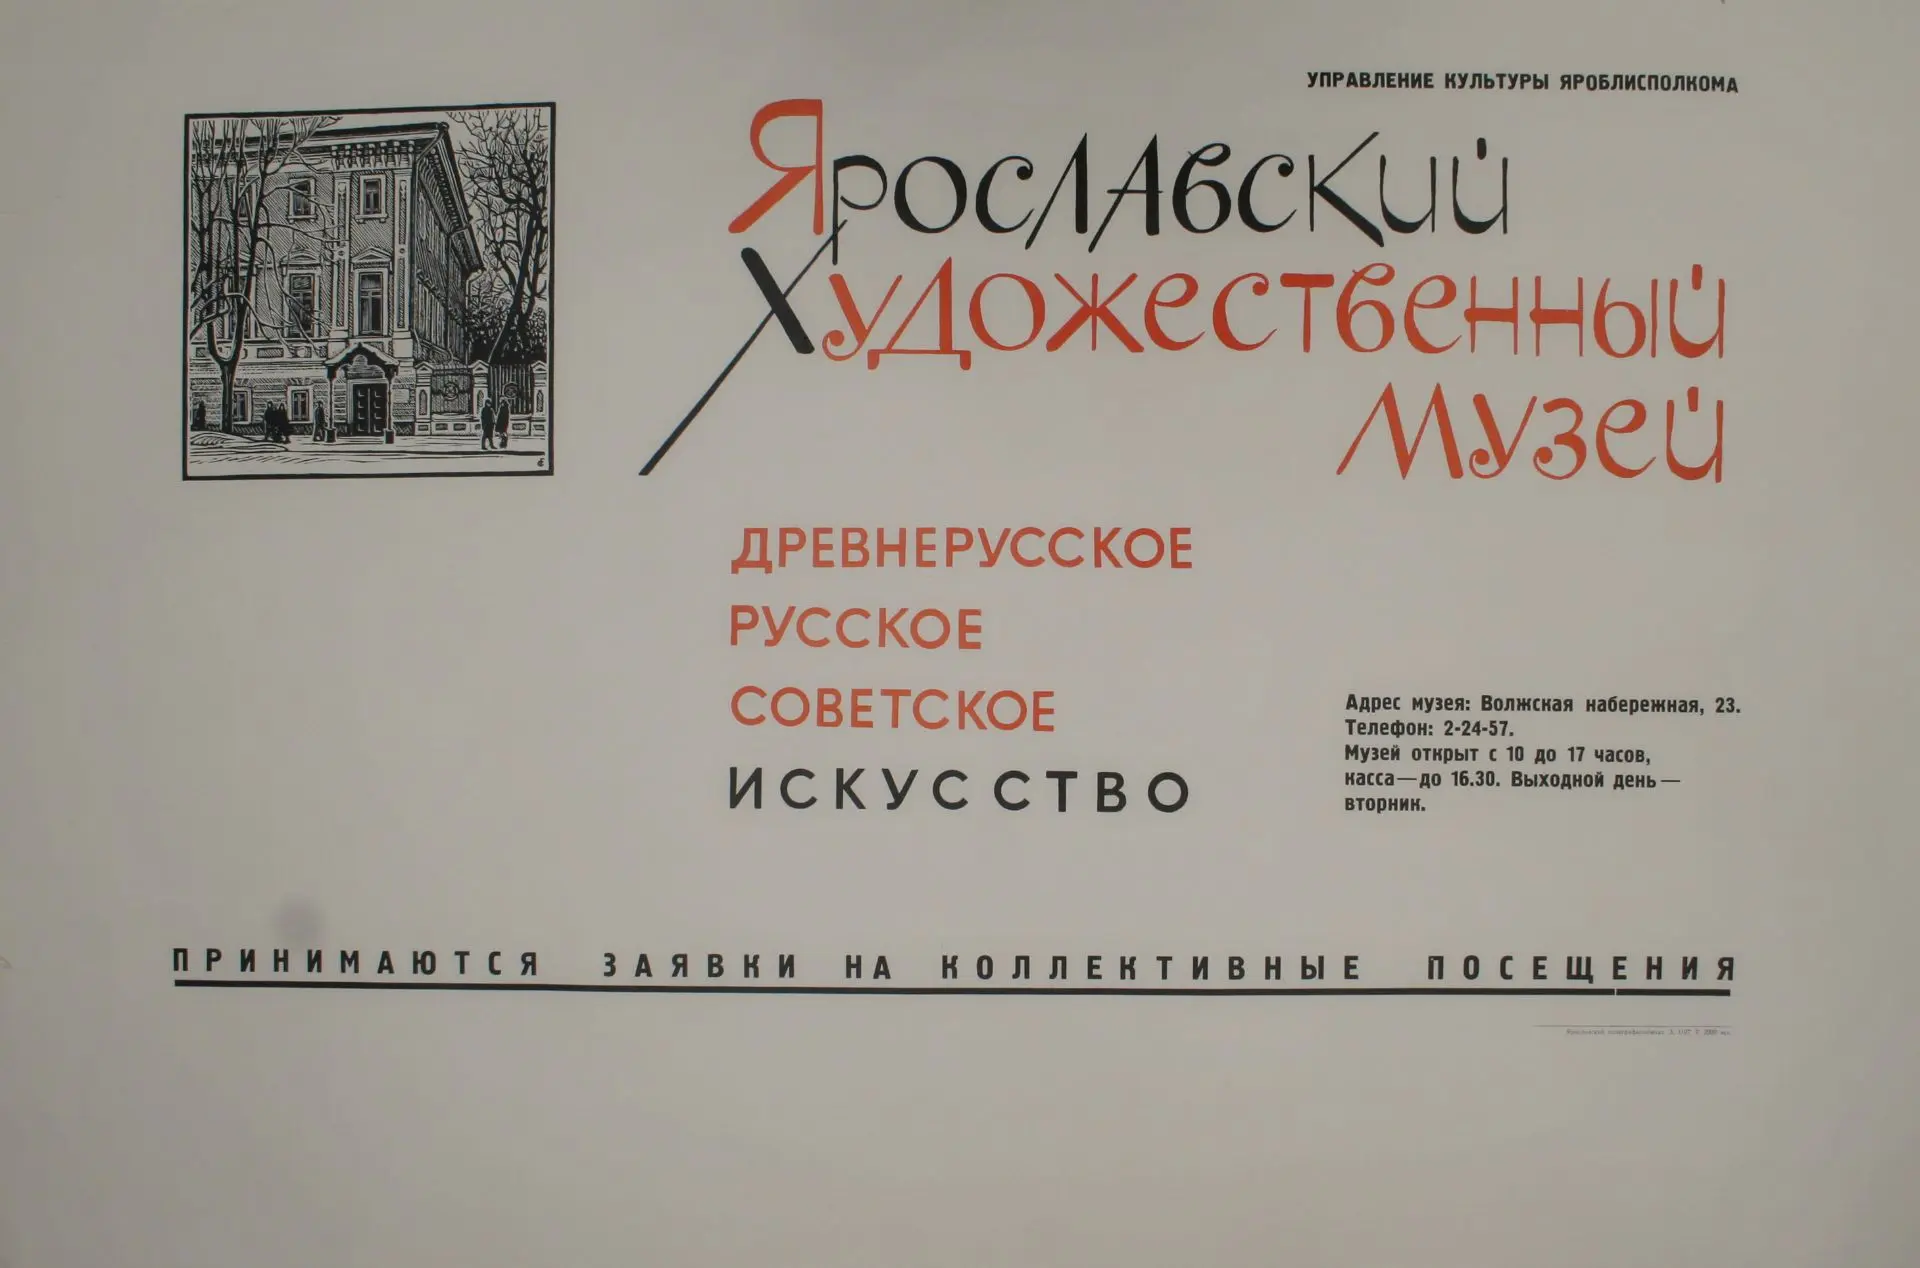 УПРАВЛЕНИЕ КУЛЬТУРЫ ЯРОБЛИСПОЛКОМА
Ярославский
Художественный
Музей
ДРЕВНЕРУССКОЕ
РУССКОЕ
СОВЕТСКОЕ
ИСКУССТВО
Адрес музея: Волжская набережная, 23.
Телефон: 2-24-57.
Музей открыт с 10 до 17 часов,
касса—до 16.30. Выходной день—
вторник.
ПРИНИМАЮТСЯ ЗАЯВКИ НА КОЛЛЕКТИВНЫЕ ПОСЕЩЕНИЯ